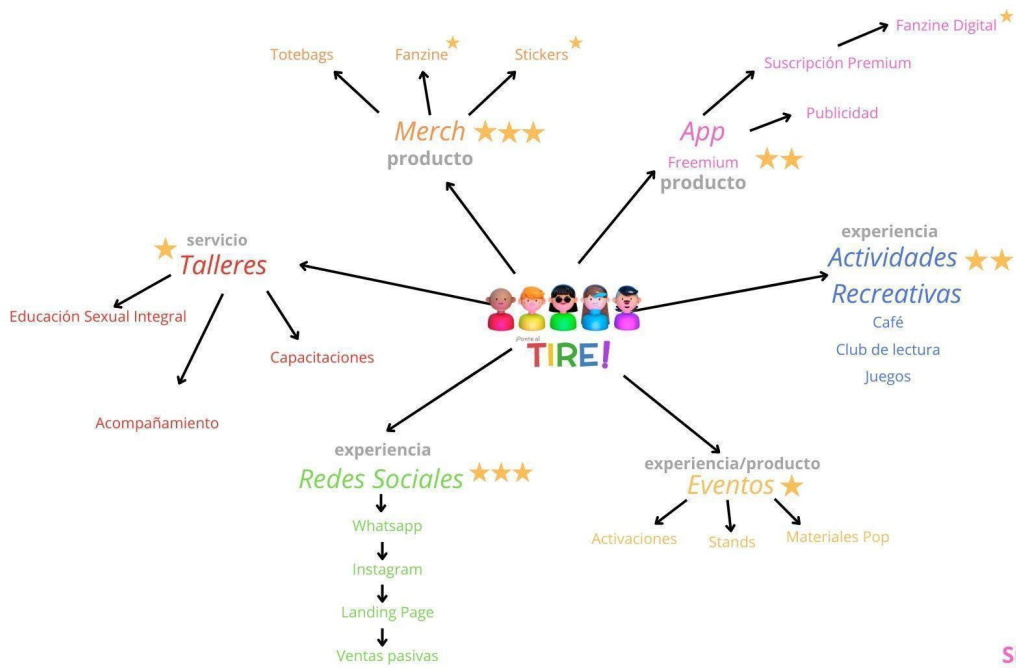 Fanzine Digital
Totebags
Fanzine
Stickers
Suscripción Premium
Publicidad
Merch
producto
App
Freemium
producto
servicio
Talleres
experiencia
Actividades
Recreativas
Café
Club de lectura
Juegos
Educación Sexual Integral
Capacitaciones
Acompañamiento
¡Ponte al
TIRE!
experiencia
Redes Sociales
Whatsapp
Instagram
Landing Page
Ventas pasivas
experiencia/producto
Eventos
Activaciones
Stands
Materiales Pop